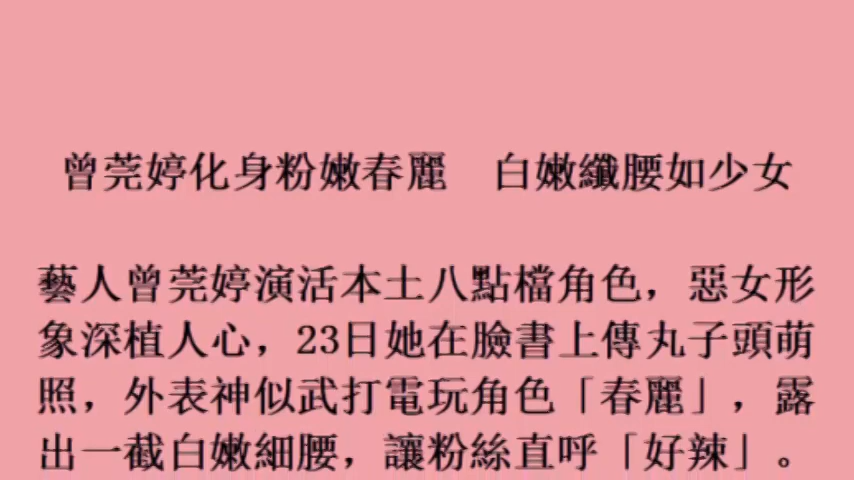 曾莞婷化身粉嫩春麗　白嫩纖腰如少女
藝人曾莞婷演活本土八點檔角色，惡女形
象深植人心，23日她在臉書上傳丸子頭萌
照，外表神似武打電玩角色「春麗」，露
出一截白嫩細腰，讓粉絲直呼「好辣」。